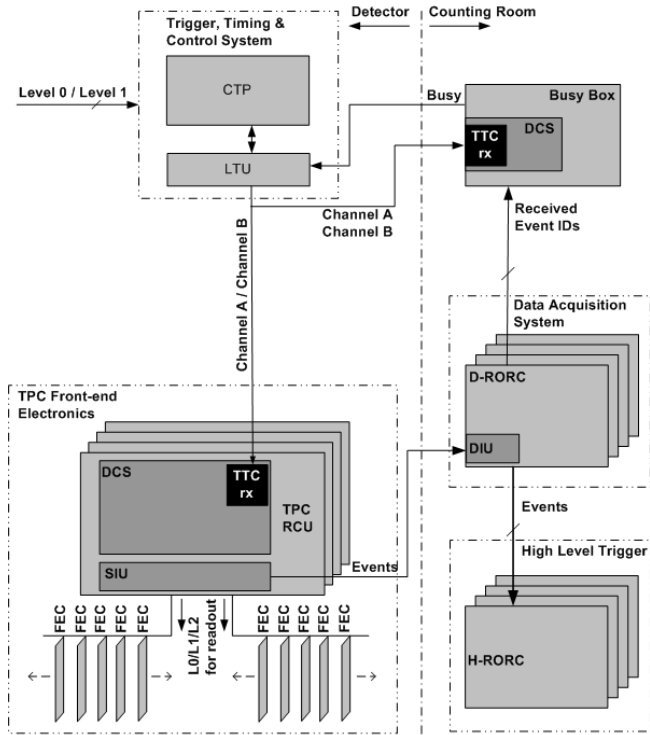 Trigger, Timing &
Control System
Detector
Counting Room
Level 0 / Level 1
CTP
LTU
Busy
Busy Box
DCS
TTC
rx
Channel A
Channel B
Received
Event IDs
Channel A / Channel B
Data Acquisition
System
D-RORC
DIU
TPC Front-end
Electronics
DCS
TTC
rx
TPC
RCU
SIU
Events
Events
High Level Trigger
H-RORC
FEC
FEC
FEC
FEC
FEC
L0/L1/L2
for readout
FEC
FEC
FEC
FEC
FEC